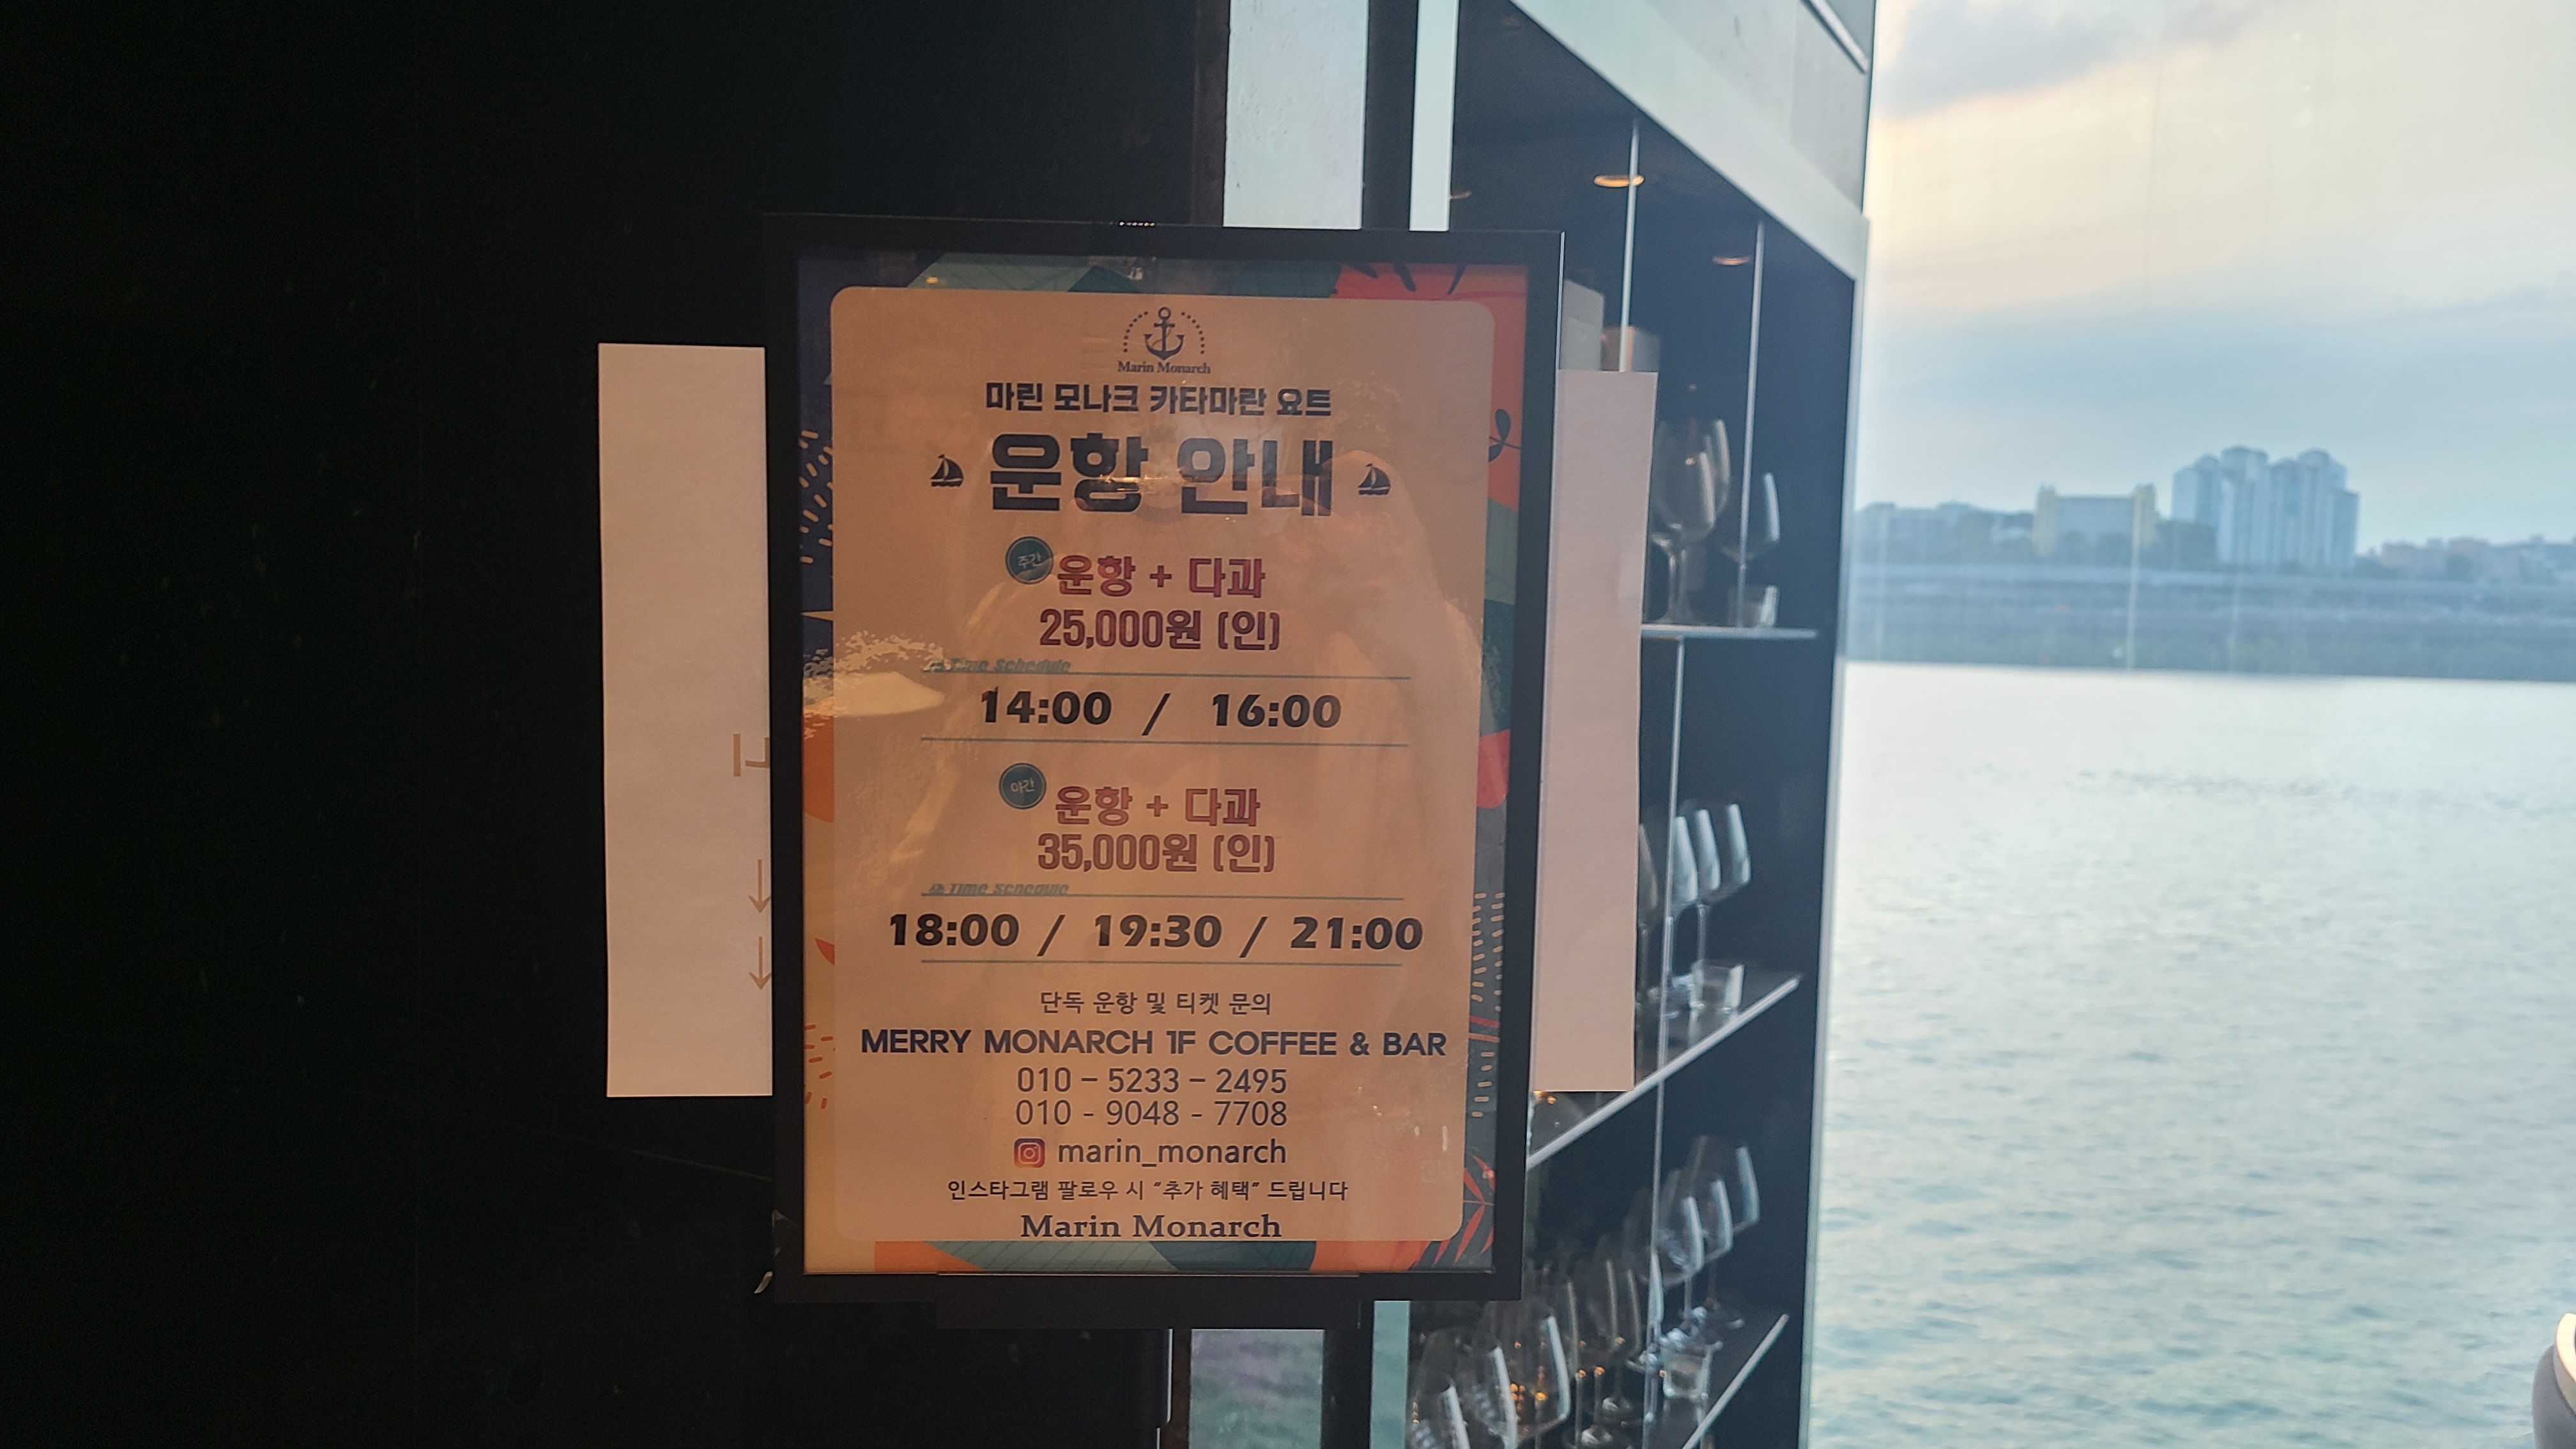 Marin Monarch
마린 모나크 카타마란 요트
운항 안내
주간
운항 + 다과
25,000원 (인)
Time Schedule
14:00 / 16:00
야간
운항 + 다과
35,000원 (인)
Time Schedule
18:00 / 19:30 / 21:00
단독 운항 및 티켓 문의
MERRY MONARCH 1F COFFEE & BAR
010 – 5233 – 2495
010 - 9048 - 7708
marin_monarch
인스타그램 팔로우 시 “추가 혜택” 드립니다
Marin Monarch